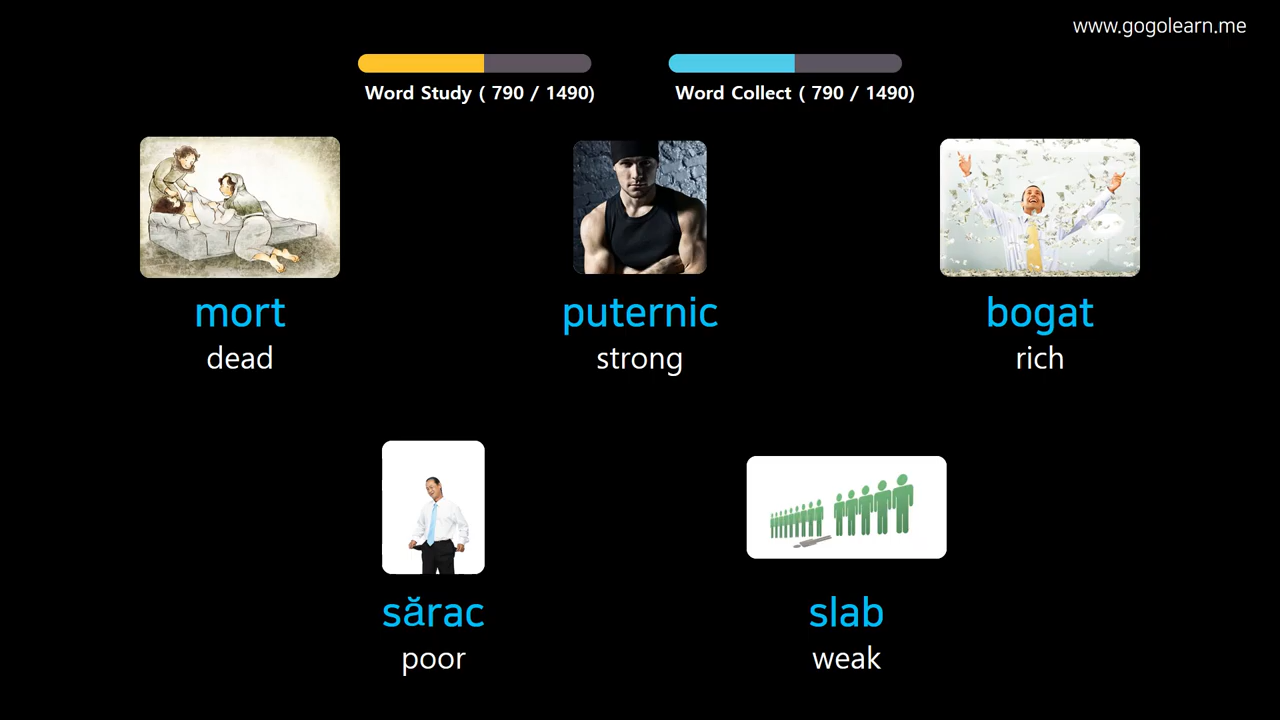 www.gogolearn.me
Word Study ( 790 / 1490)
Word Collect ( 790 / 1490)
mort
dead
puternic
strong
bogat
rich
sărac
poor
slab
weak